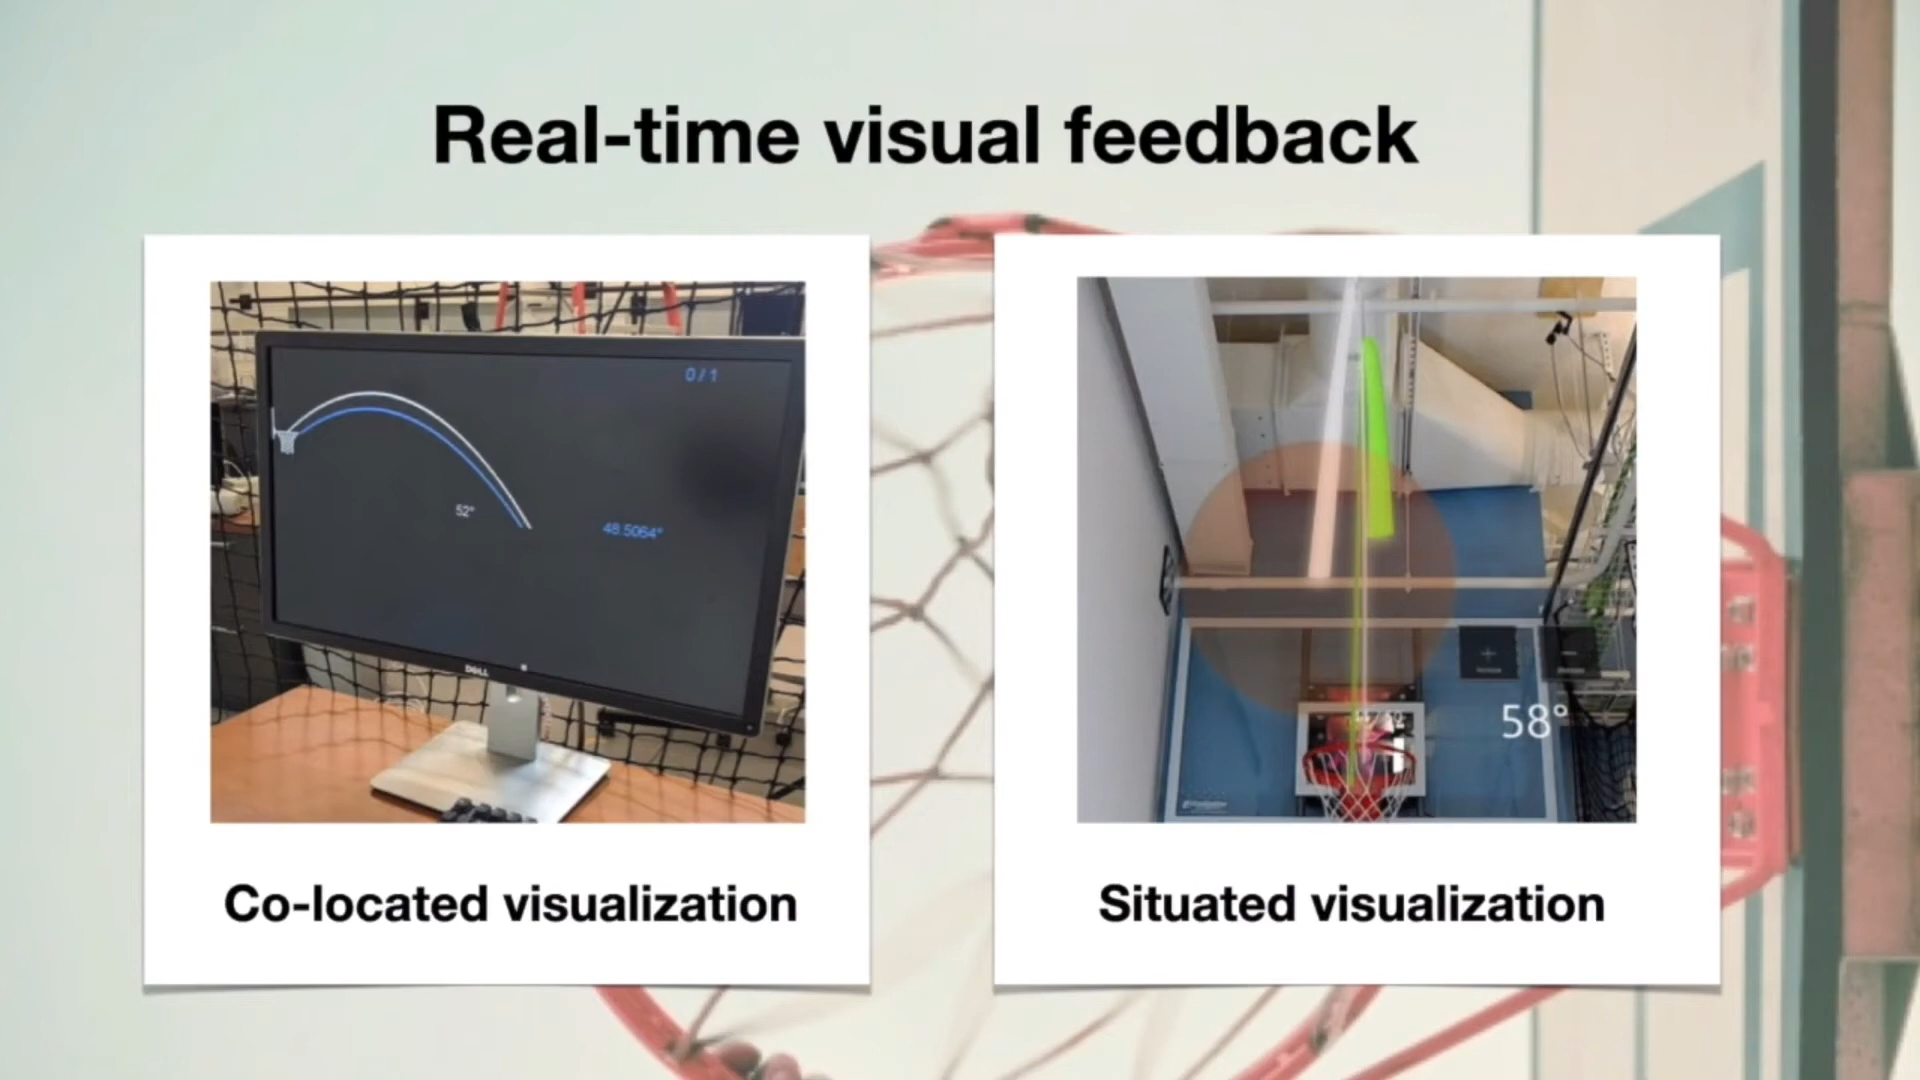 Real-time visual feedback
0/1
52°
48.5064°
DELL
58°
Co-located visualization
Situated visualization